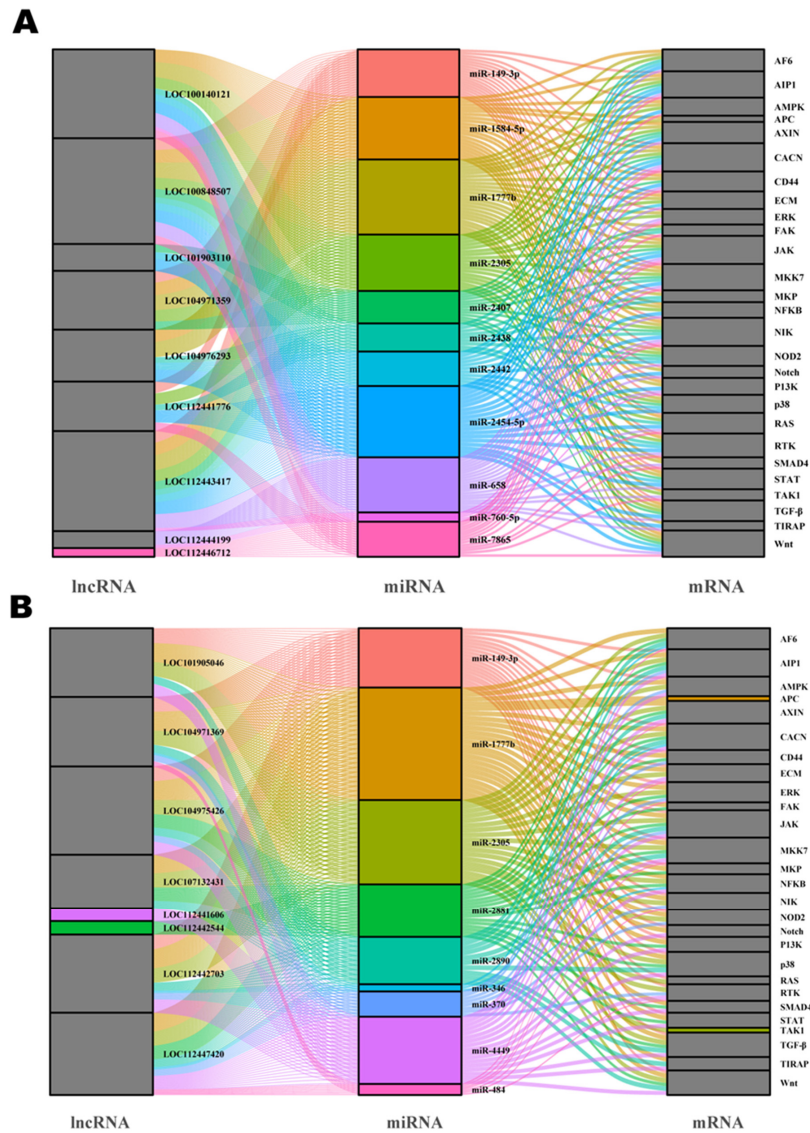 A
LOC100140121
LOC100848507
LOC101903110
LOC104971359
LOC104976293
LOC112441776
LOC112443417
LOC112444199
LOC112446712
miR-149-3p
miR-1584-5p
miR-1777b
miR-2305
miR-2407
miR-2438
miR-2442
miR-2454-5p
miR-658
miR-760-5p
miR-7865
AF6
AIP1
AMPK
APC
AXIN
CACN
CD44
ECM
ERK
FAK
JAK
MKK7
MKP
NFKB
NIK
NOD2
Notch
P13K
p38
RAS
RTK
SMAD4
STAT
TAK1
TGF-β
TIRAP
Wnt
lncRNA
miRNA
mRNA
B
LOC101905046
LOC104971369
LOC104975426
LOC107132431
LOC112441606
LOC112442544
LOC112442703
LOC112447420
miR-149-3p
miR-1777b
miR-2305
miR-2881
miR-2890
miR-346
miR-370
miR-4449
miR-484
AF6
AIP1
AMPK
APC
AXIN
CACN
CD44
ECM
ERK
FAK
JAK
MKK7
MKP
NFKB
NIK
NOD2
Notch
P13K
p38
RAS
RTK
SMAD4
STAT
TAK1
TGF-β
TIRAP
Wnt
lncRNA
miRNA
mRNA